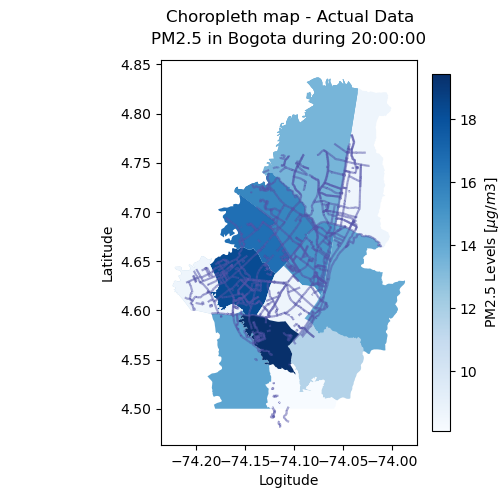 Choropleth map - Actual Data
PM2.5 in Bogota during 20:00:00
4.85
4.80
4.75
4.70
4.65
4.60
4.55
4.50
Latitude
−74.20 −74.15 −74.10 −74.05 −74.00
Logitude
18
16
14
12
10
PM2.5 Levels [μg/m3]